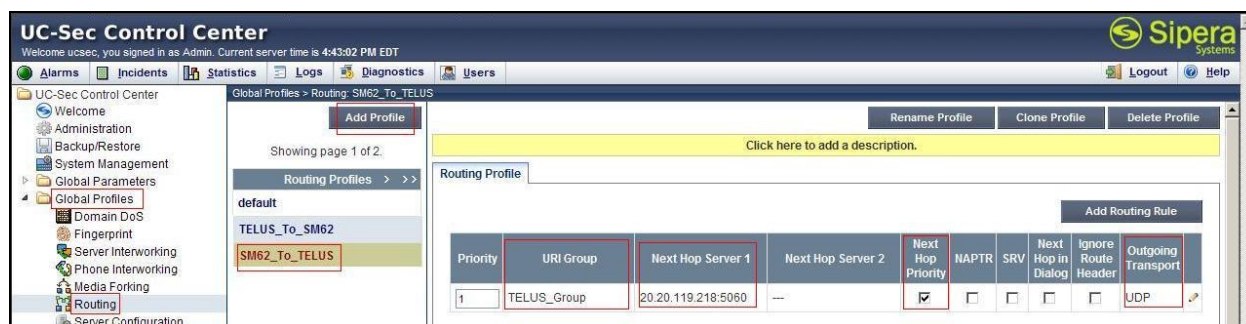 UC-Sec Control Center
Welcome ucsec, you signed in as Admin. Current server time is 4:43:02 PM EDT
Sipera
Systems
Alarms Incidents Statistics Logs Diagnostics Users Logout Help
UC-Sec Control Center
Welcome
Administration
Backup/Restore
System Management
Global Parameters
Global Profiles
Domain DoS
Fingerprint
Server Interworking
Phone Interworking
Media Forking
Routing
Server Configuration
Global Profiles > Routing: SM62_To_TELUS
Add Profile
Showing page 1 of 2.
Routing Profiles > >>
default
TELUS_To_SM62
SM62_To_TELUS
Rename Profile Clone Profile Delete Profile
Click here to add a description.
Routing Profile
Add Routing Rule
Priority URI Group Next Hop Server 1 Next Hop Server 2 Next Hop Priority NAPTR SRV Next Hop in Dialog Ignore Route Header Outgoing Transport
1 TELUS_Group 20.20.119.218:5060 --- UDP